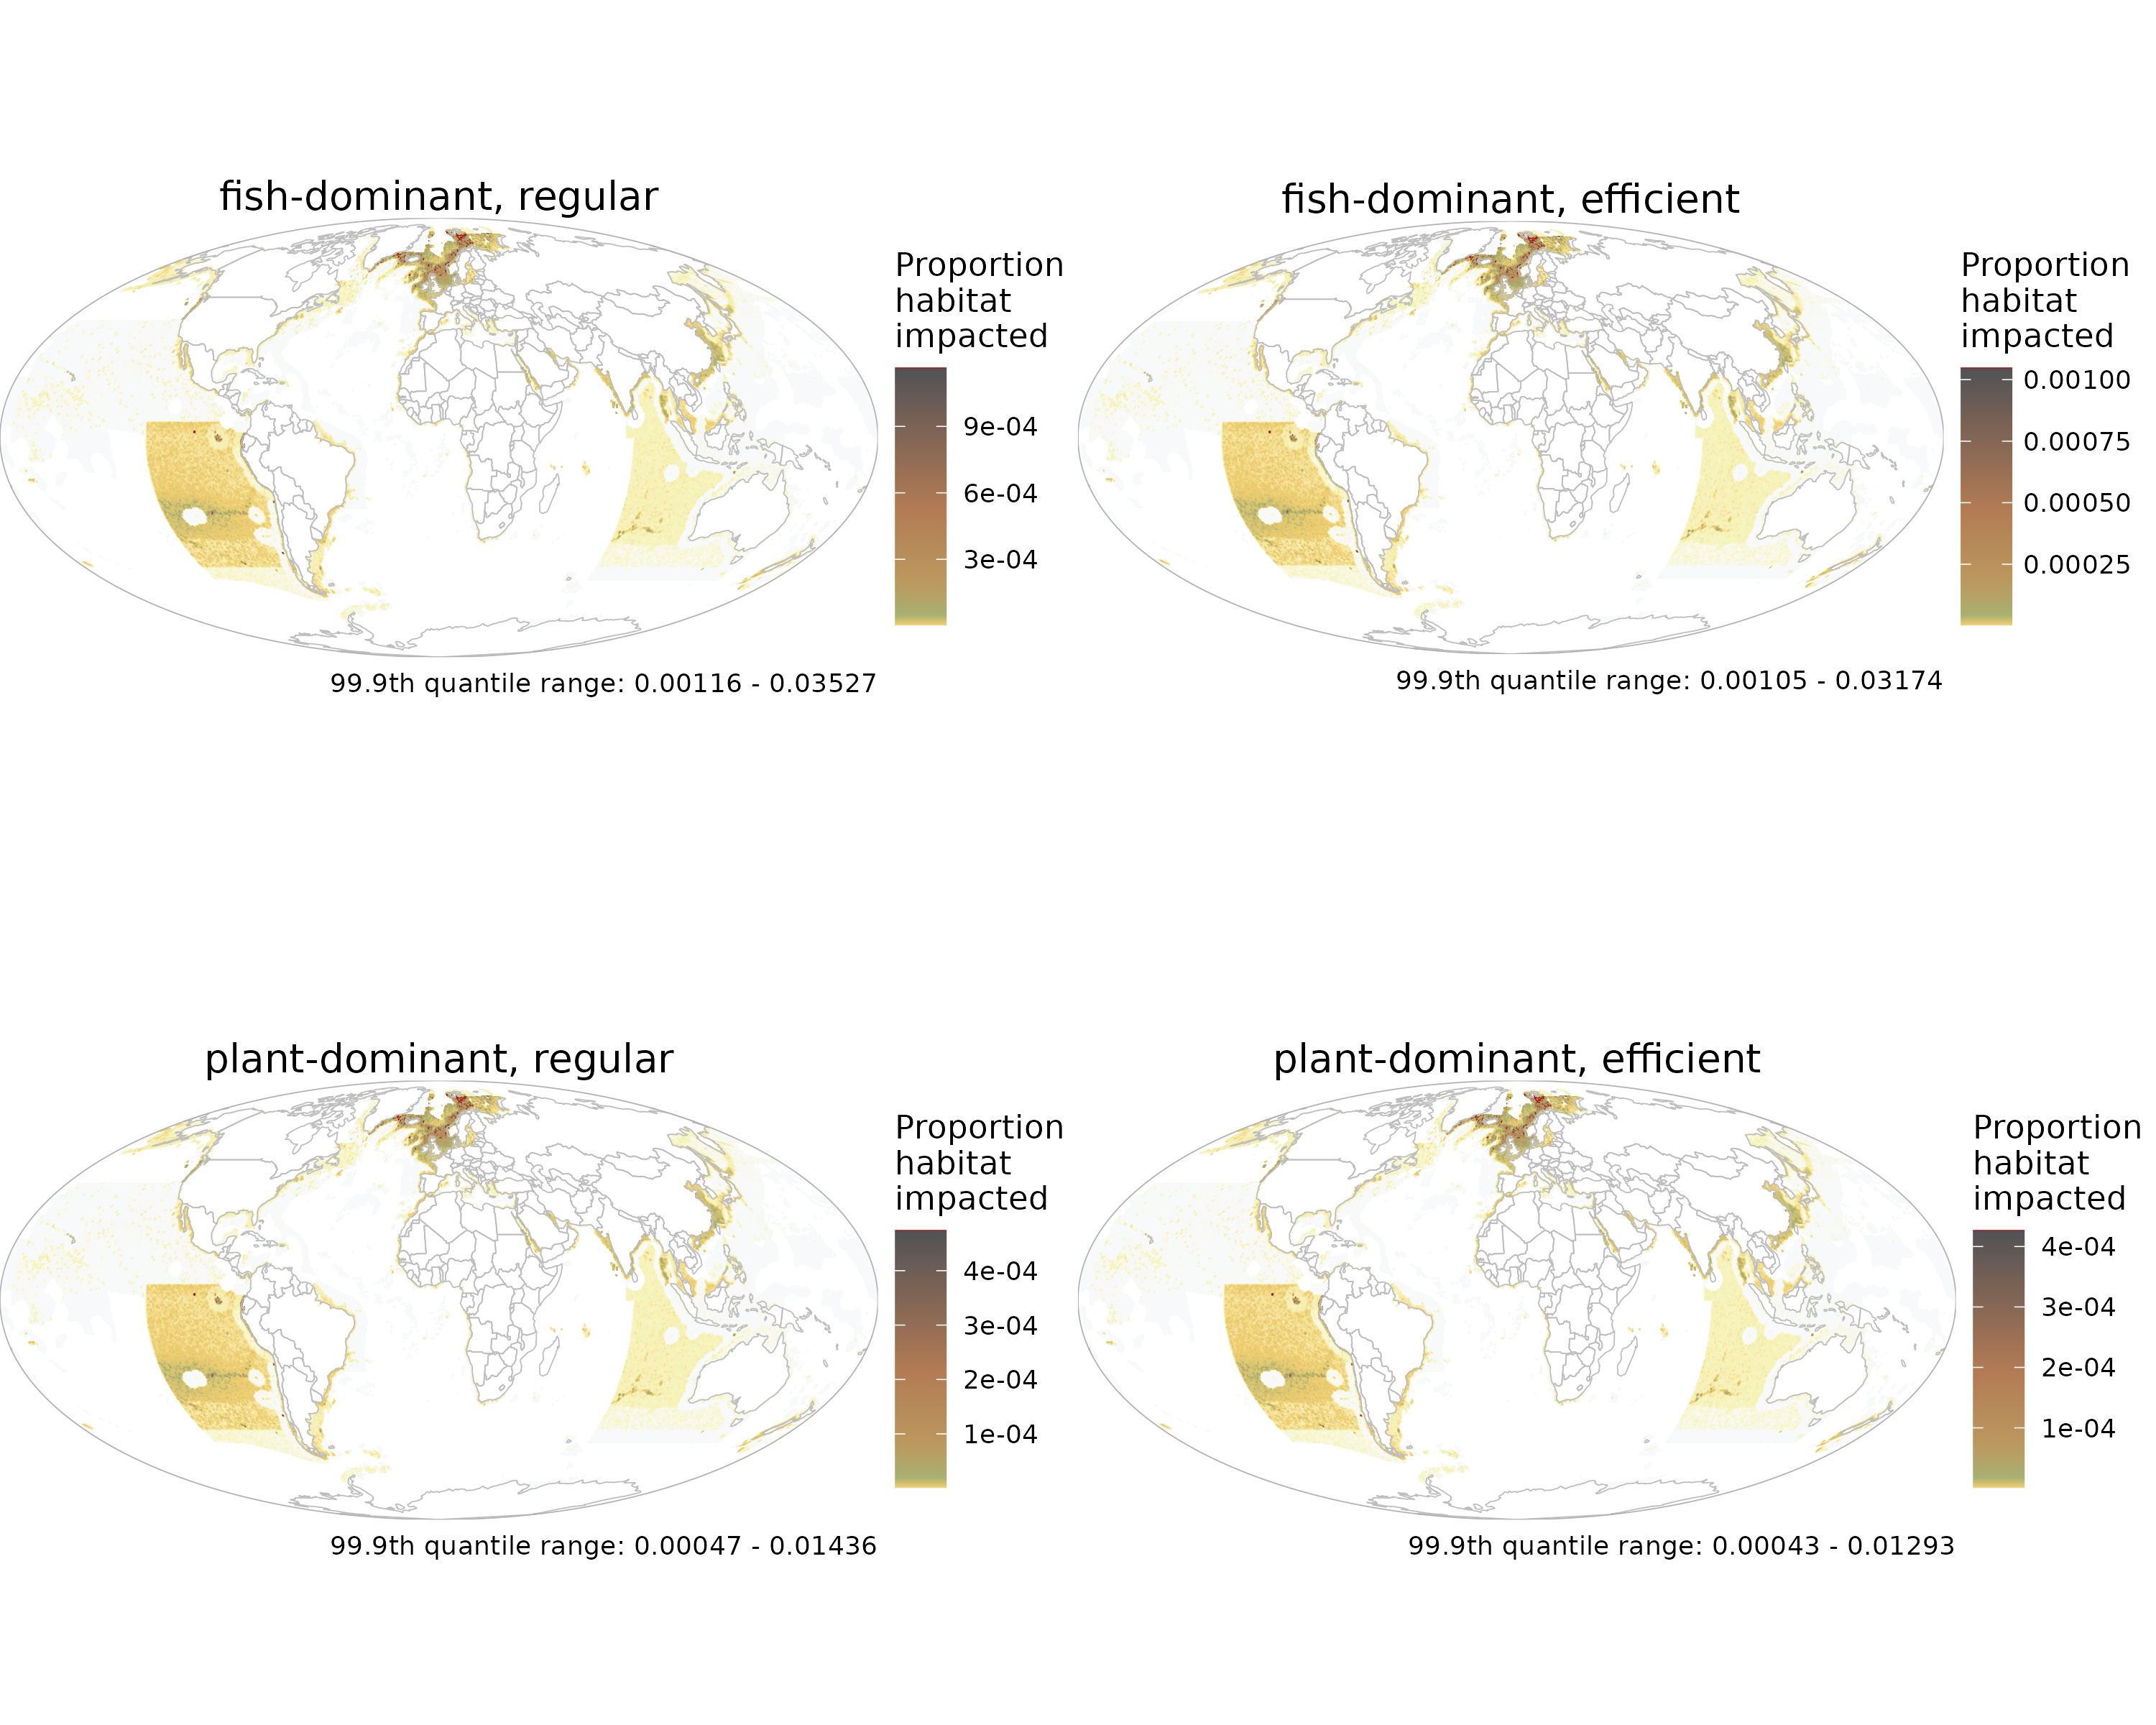 fish-dominant, regular
Proportion
habitat
impacted
9e-04
6e-04
3e-04
99.9th quantile range: 0.00116 - 0.03527
fish-dominant, efficient
Proportion
habitat
impacted
0.00100
0.00075
0.00050
0.00025
99.9th quantile range: 0.00105 - 0.03174
plant-dominant, regular
Proportion
habitat
impacted
4e-04
3e-04
2e-04
1e-04
99.9th quantile range: 0.00047 - 0.01436
plant-dominant, efficient
Proportion
habitat
impacted
4e-04
3e-04
2e-04
1e-04
99.9th quantile range: 0.00043 - 0.01293